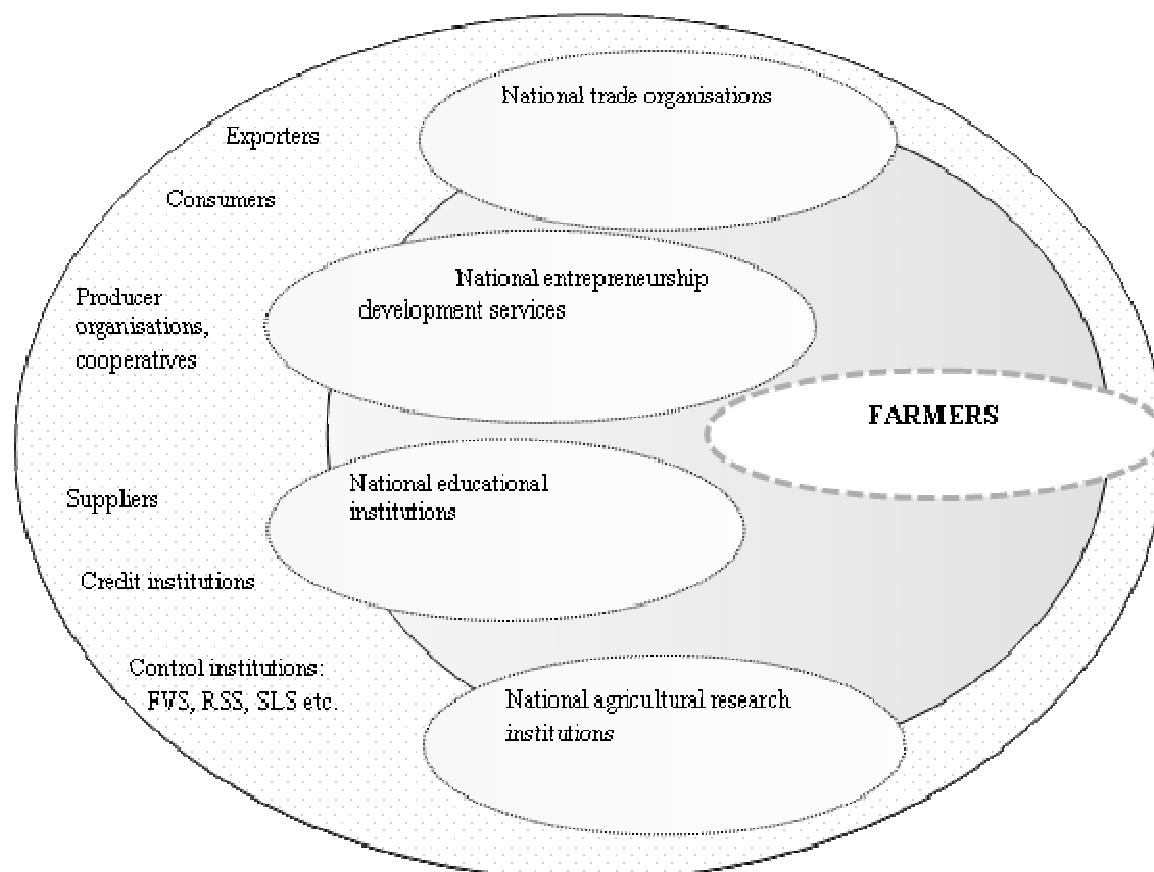 National trade organisations
Exporters
Consumers
National entrepreneurship
development services
Producer
organisations,
cooperatives
FARMERS
National educational
institutions
Suppliers
Credit institutions
Control institutions:
FWS, RSS, SLS etc.
National agricultural research
institutions